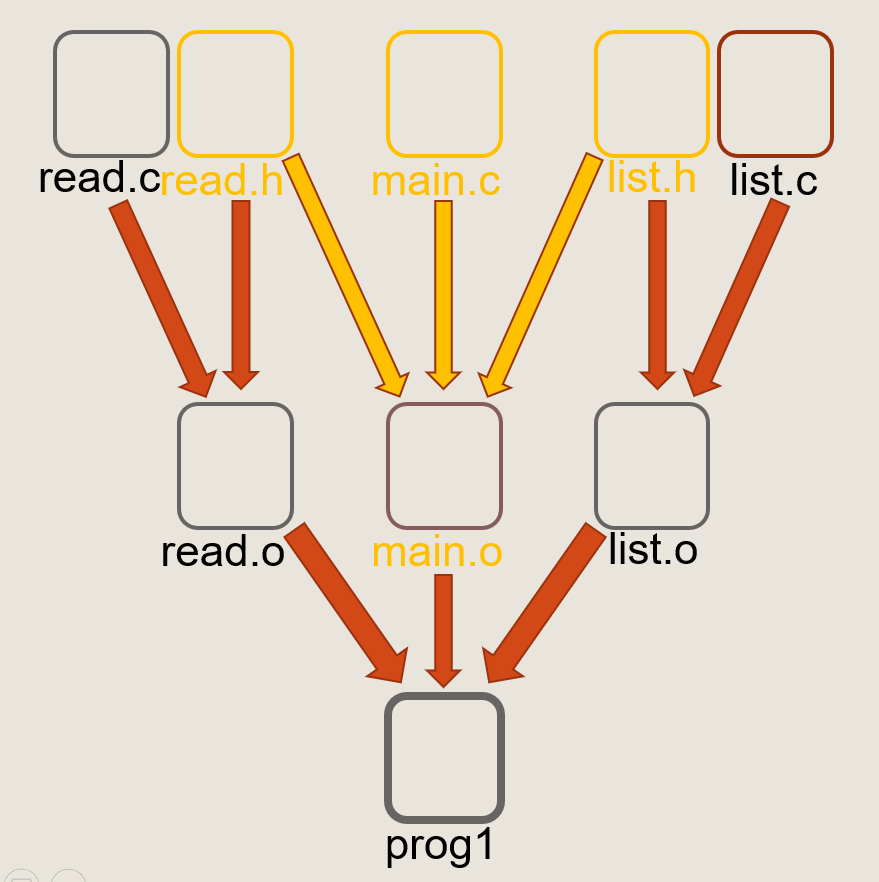 read.c read.h main.c list.h list.c
read.o main.o list.o
prog1